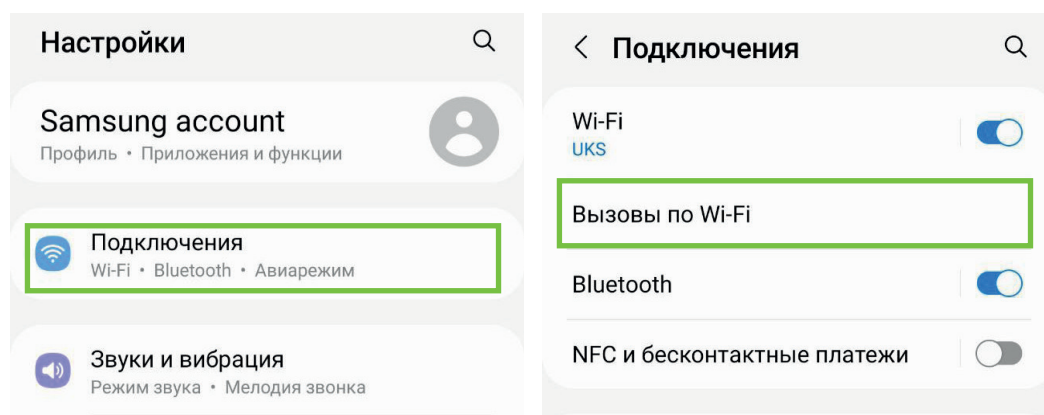 Настройки
Samsung account
Профиль • Приложения и функции
Подключения
Wi-Fi • Bluetooth • Авиарежим
Звуки и вибрация
Режим звука • Мелодия звонка
Подключения
Wi-Fi
UKS
Вызовы по Wi-Fi
Bluetooth
NFC и бесконтактные платежи